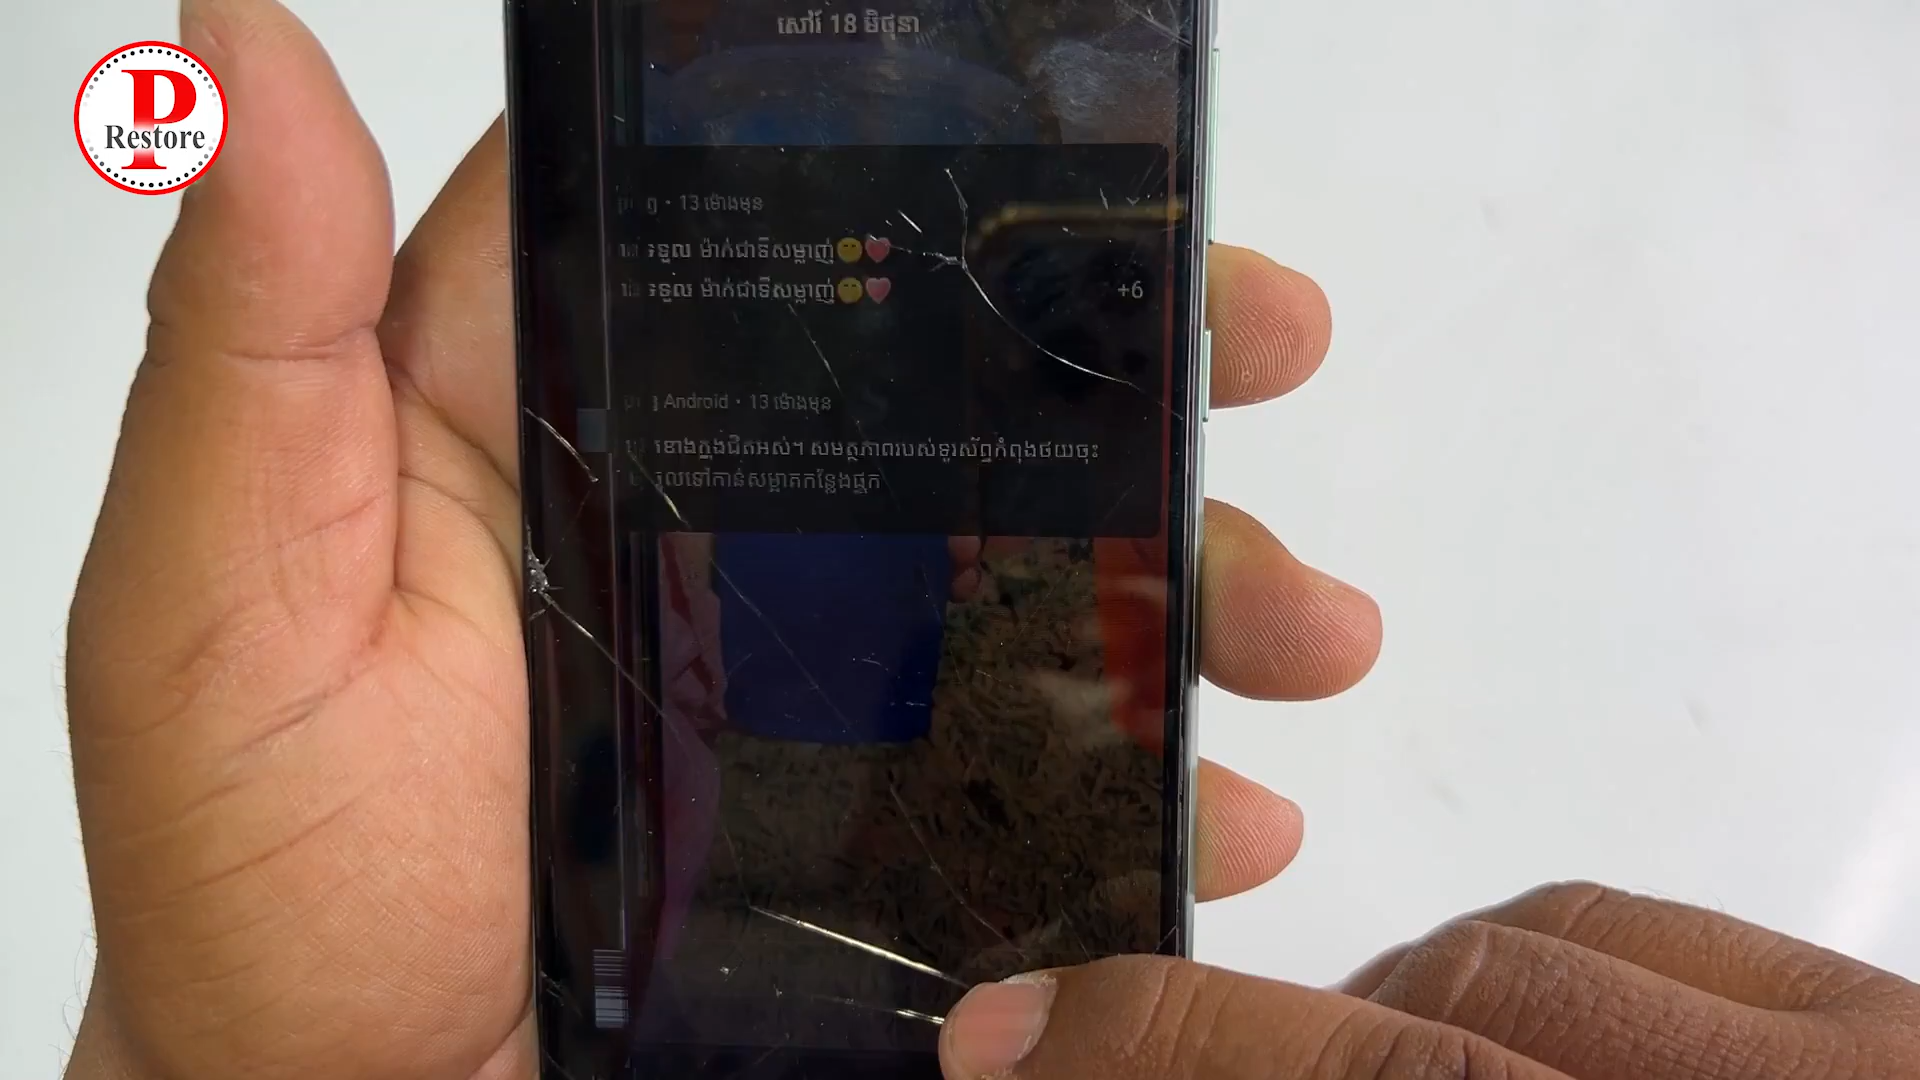 P
Restore
សៅរ៍ 18 មិថុនា
• 13 ម៉ោងមុន
ទទួល ម៉ាក់ជាទីសម្លាញ់😁💗
ទទួល ម៉ាក់ជាទីសម្លាញ់😁💗
+6
Android • 13 ម៉ោងមុន
ខាងក្នុងជិតអស់។ សមត្ថភាពរបស់ទូរស័ព្ទកំពុងថយចុះ
ចូលទៅកាន់សម្អាតកន្លែងផ្ទុក